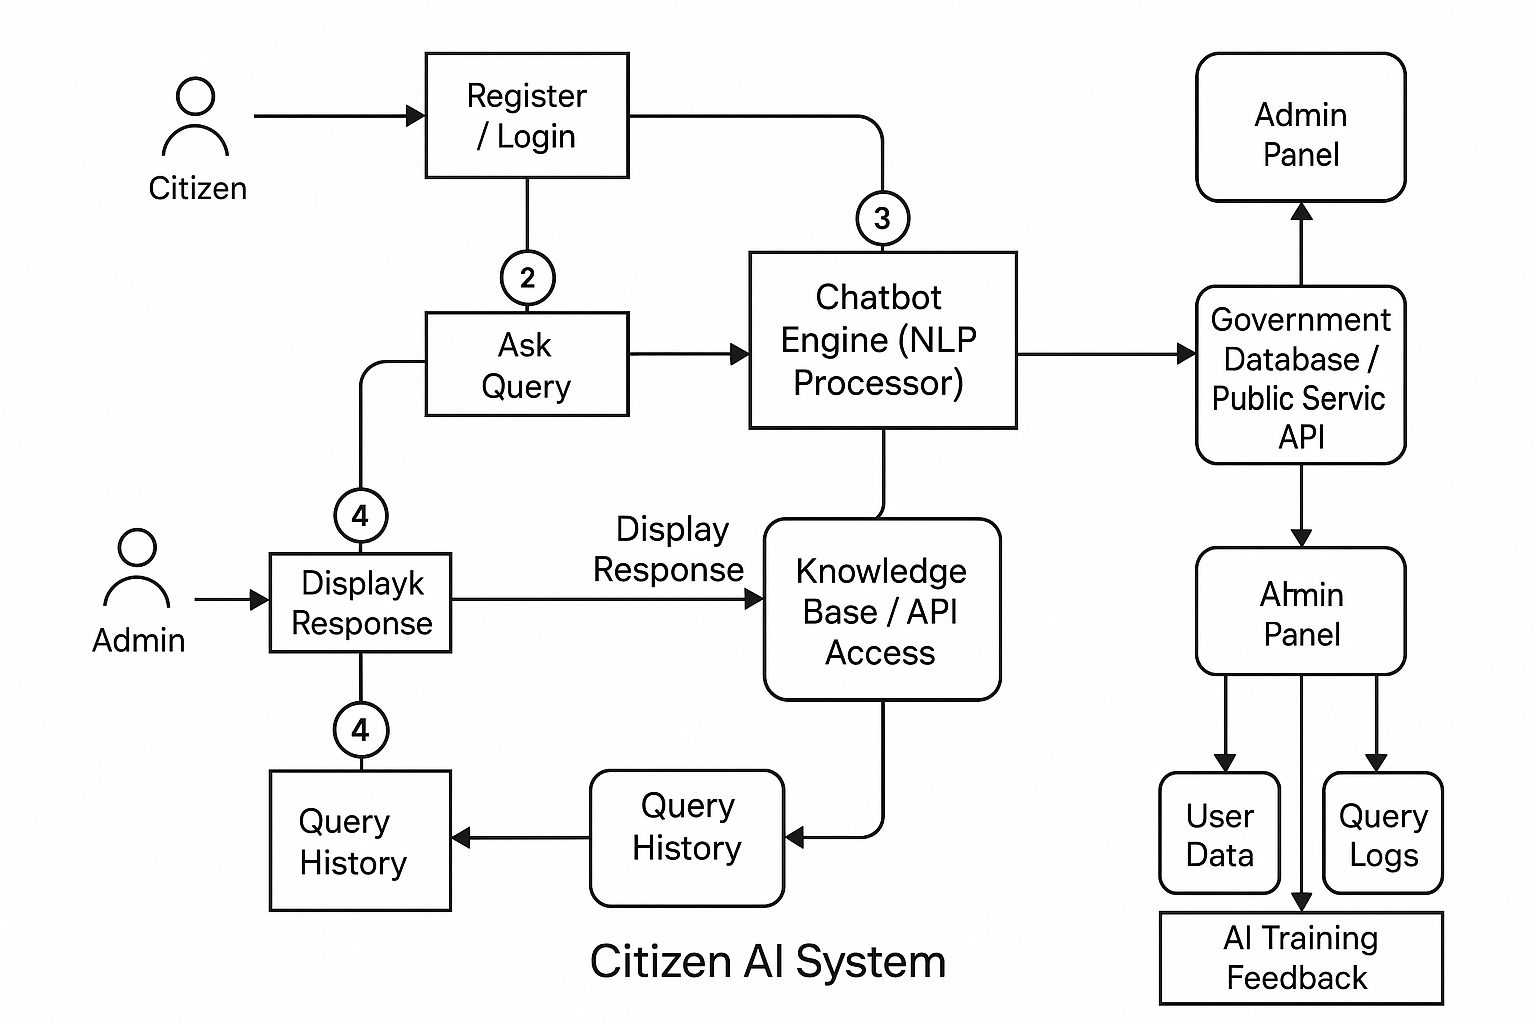 Citizen
Register
/ Login
2
3
Ask
Query
Chatbot
Engine (NLP
Processor)
Admin
Panel
Government
Database /
Public Servic
API
4
Admin
Displayk
Response
Display
Response
Knowledge
Base / API
Access
4
Query
History
Query
History
Panel
User
Data
Query
Logs
AI Training
Feedback
Citizen AI System